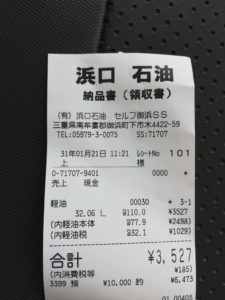 浜口 石油
納品書(領収書)
(有)浜口石油 セルフ御浜SS
三重県南牟婁郡御浜町下市木4422-59
TEL:05979-3-0075 SS:71707
31年01月21日 11:21 レシートNo 101
上 様
0-71707-9401 0000 *
売上 現金
軽油 00030 * 3-1
32.06 L @110.0 ¥3527
(内軽油本体 @77.9 ¥2498)
(内軽油税 @32.1 ¥1029)
合計 ¥3,527
(内消費税等 ¥185)
3399 預 ¥10,000 釣 ¥6,473
01 00405